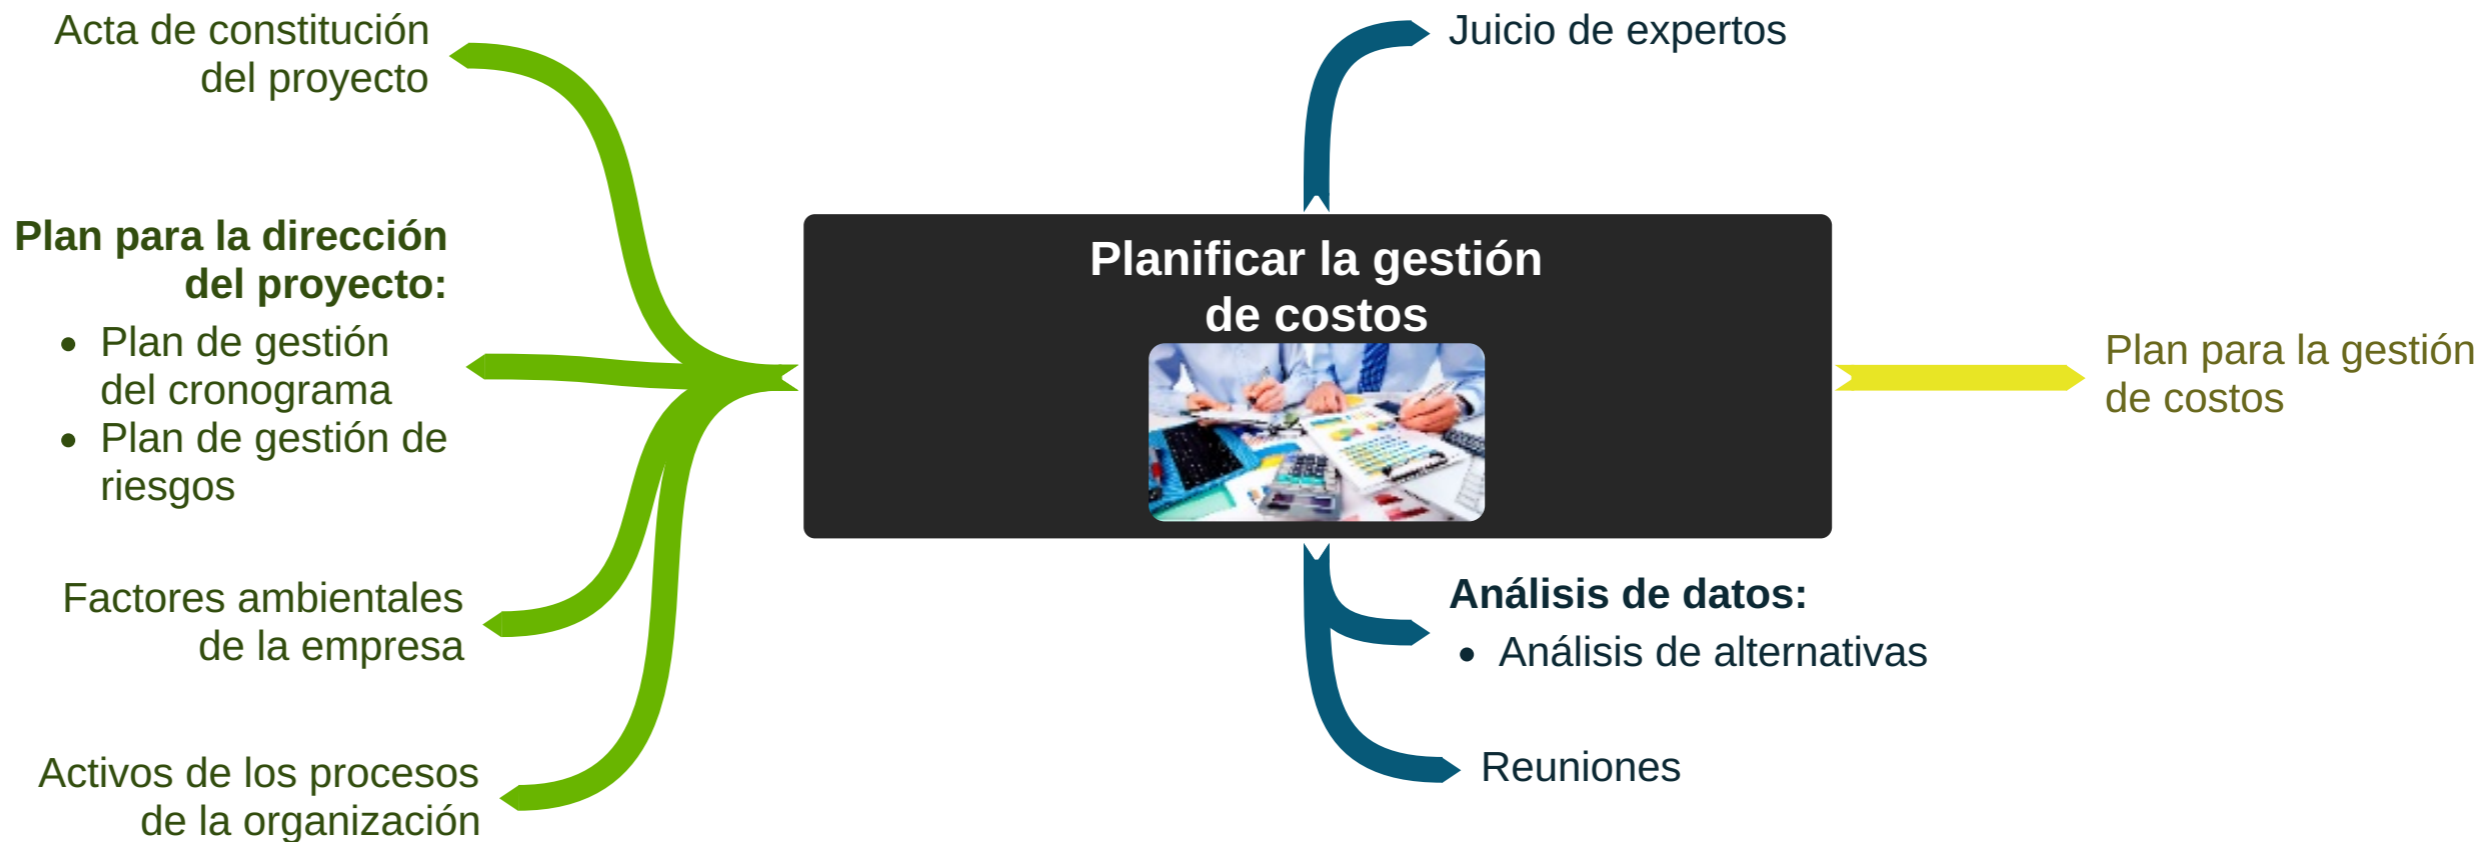 Acta de constitución
del proyecto
Plan para la dirección
del proyecto:
• Plan de gestión
del cronograma
• Plan de gestión de
riesgos
Factores ambientales
de la empresa
Activos de los procesos
de la organización
Planificar la gestión
de costos
Juicio de expertos
Análisis de datos:
• Análisis de alternativas
Reuniones
Plan para la gestión
de costos